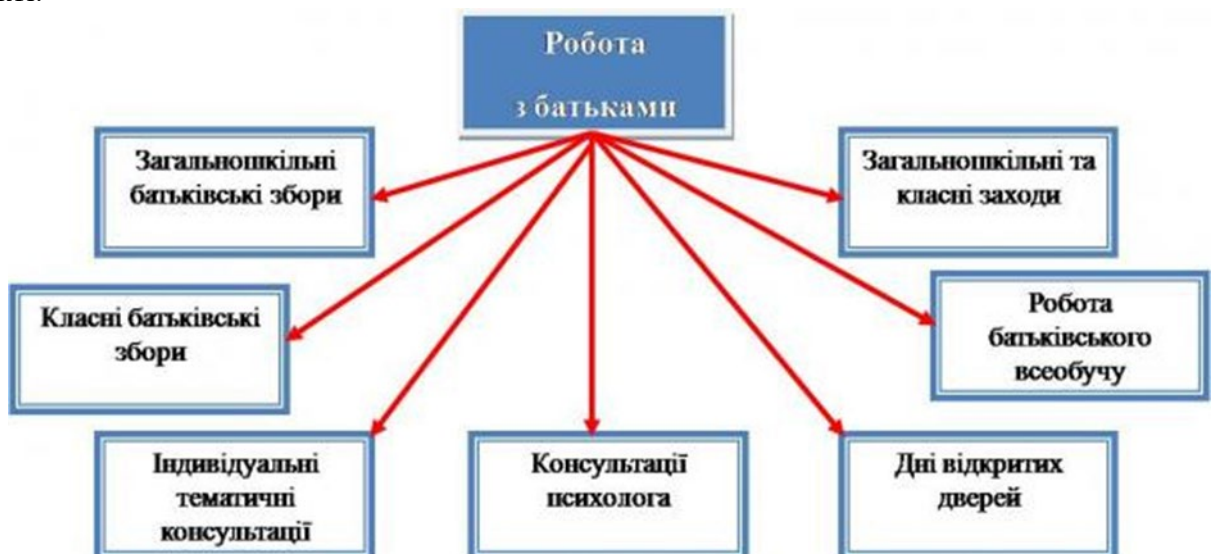 Робота
з батьками
Загальношкільні
батьківські збори
Загальношкільні та
класні заходи
Класні батьківські
збори
Робота
батьківського
всеобучу
Індивідуальні
тематичні
консультації
Консультації
психолога
Дні відкритих
дверей